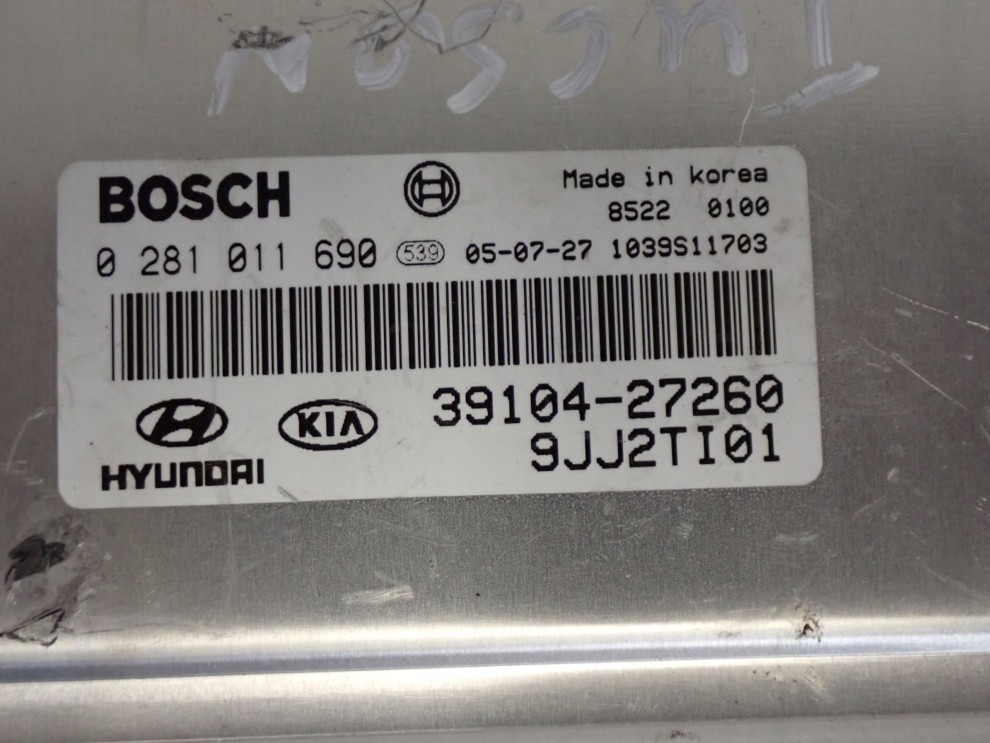 TUCSON
BOSCH
Made in korea
8522 0100
0 281 011 690 539 05-07-27 1039S11703
HYUNDAI
KIA
39104-27260
9JJ2TI01